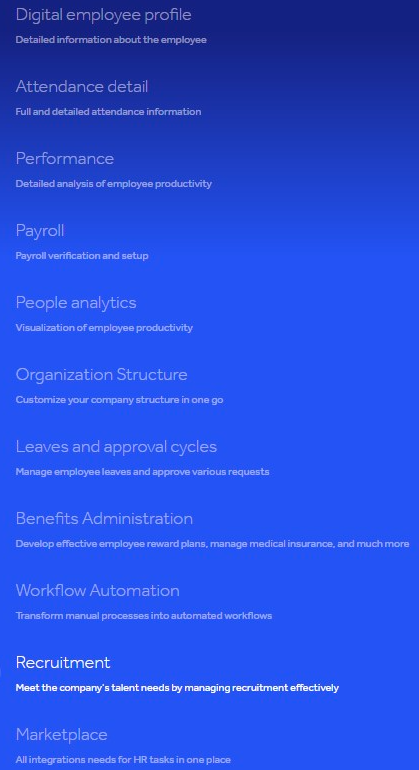 Digital employee profile
Detailed information about the employee
Attendance detail
Full and detailed attendance information
Performance
Detailed analysis of employee productivity
Payroll
Payroll verification and setup
People analytics
Visualization of employee productivity
Organization Structure
Customize your company structure in one go
Leaves and approval cycles
Manage employee leaves and approve various requests
Benefits Administration
Develop effective employee reward plans, manage medical insurance, and much more
Workflow Automation
Transform manual processes into automated workflows
Recruitment
Meet the company's talent needs by managing recruitment effectively
Marketplace
All integrations needs for HR tasks in one place